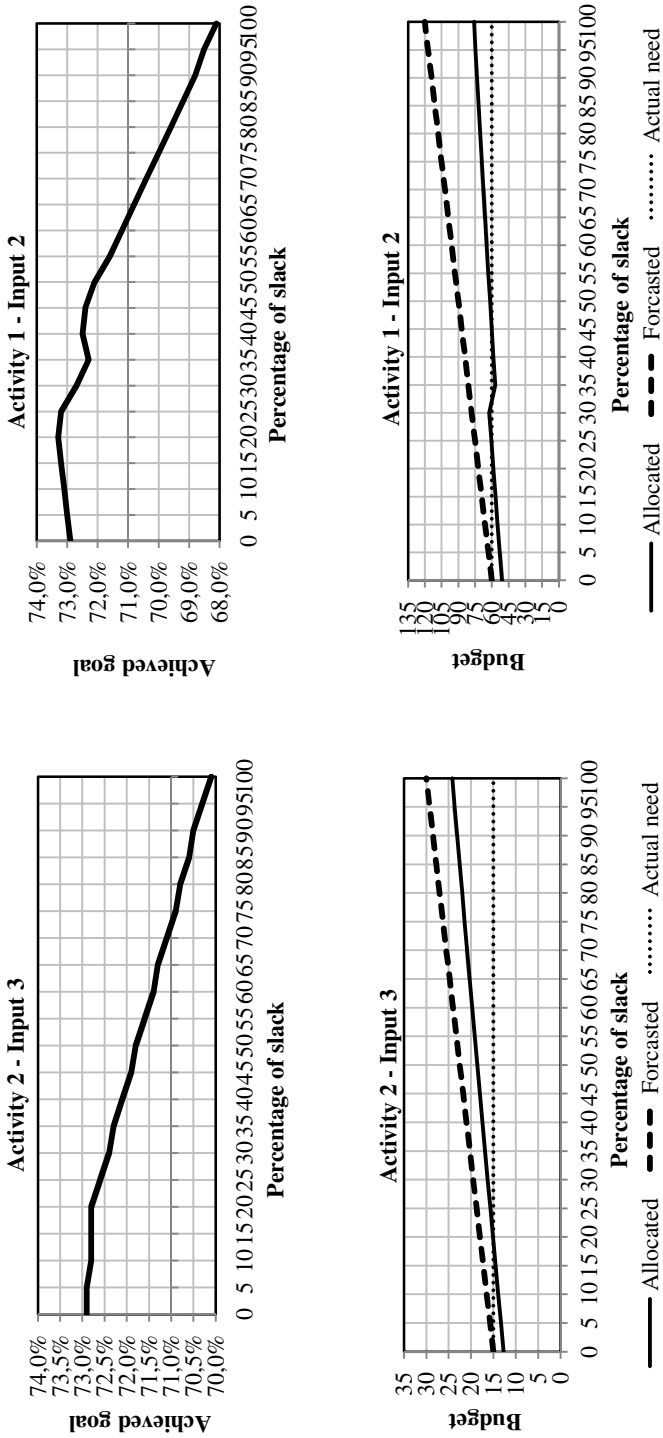 Activity 2 - Input 3
74,0%
73,5%
73,0%
72,5%
72,0%
71,5%
71,0%
70,5%
70,0%
Achieved goal
0 5 10 15 20 25 30 35 40 45 50 55 60 65 70 75 80 85 90 95 100
Percentage of slack
Activity 1 - Input 2
74,0%
73,0%
72,0%
71,0%
70,0%
69,0%
68,0%
Achieved goal
0 5 10 15 20 25 30 35 40 45 50 55 60 65 70 75 80 85 90 95 100
Percentage of slack
Activity 2 - Input 3
35
30
25
20
15
10
5
0
Budget
0 5 10 15 20 25 30 35 40 45 50 55 60 65 70 75 80 85 90 95 100
Percentage of slack
Allocated Forcasted Actual need
Activity 1 - Input 2
135
120
105
90
75
60
45
30
15
0
Budget
0 5 10 15 20 25 30 35 40 45 50 55 60 65 70 75 80 85 90 95 100
Percentage of slack
Allocated Forcasted Actual need